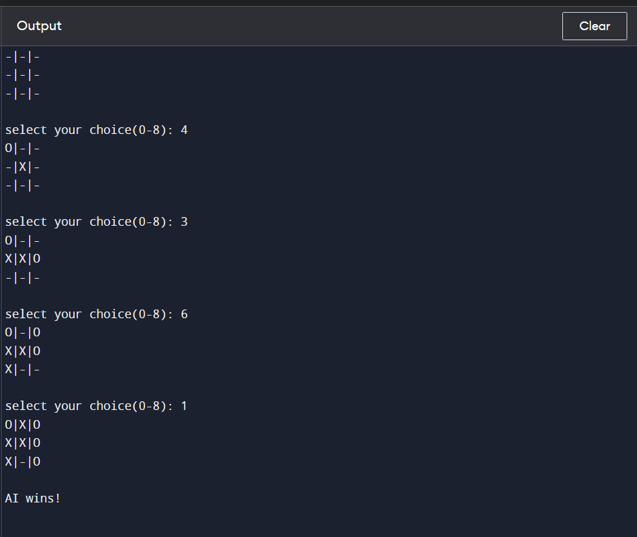 Output
Clear
-|-|-
-|-|-
-|-|-
select your choice(0-8): 4
O|-|-
-|X|-
-|-|-
select your choice(0-8): 3
O|-|-
X|X|O
-|-|-
select your choice(0-8): 6
O|-|O
X|X|O
X|-|-
select your choice(0-8): 1
O|X|O
X|X|O
X|-|O
AI wins!